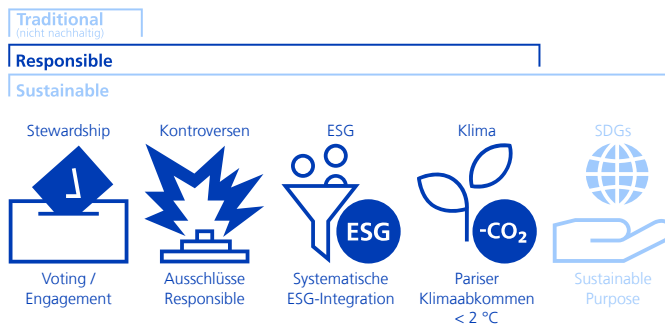 Traditional
(nicht nachhaltig)
Responsible
Sustainable
Stewardship
Kontroversen
ESG
Klima
SDGs
ESG
-CO₂
Voting /
Engagement
Ausschlüsse
Responsible
Systematische
ESG-Integration
Pariser
Klimaabkommen
< 2 °C
Sustainable
Purpose